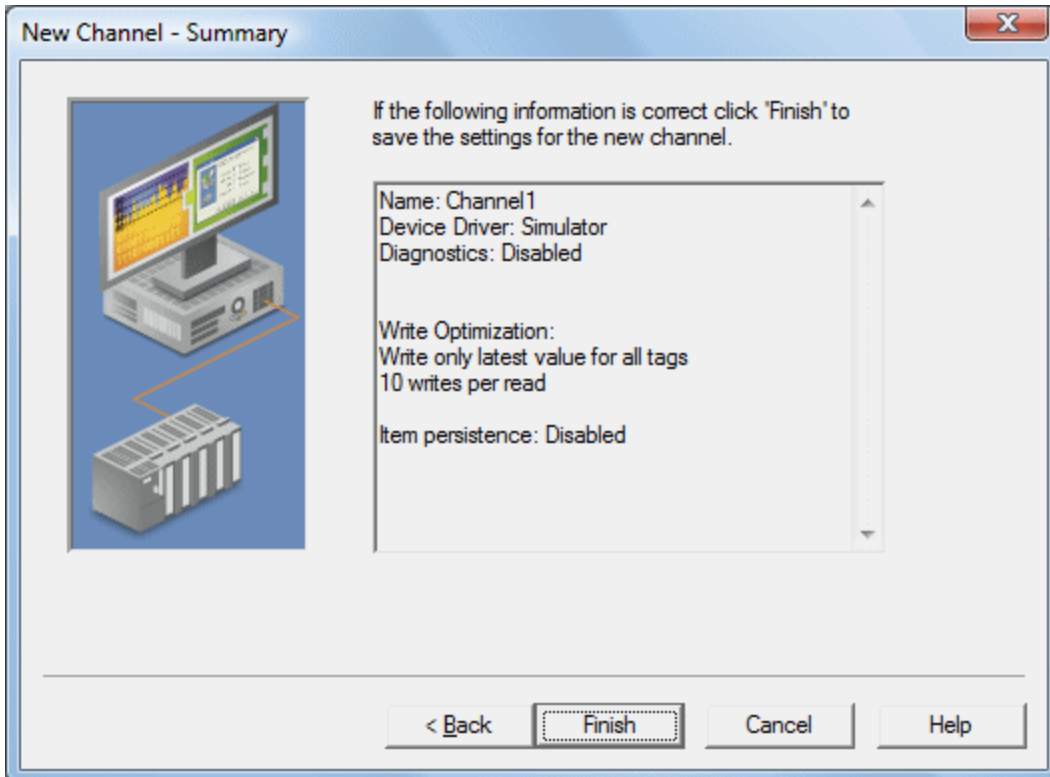 New Channel - Summary
If the following information is correct click 'Finish' to
save the settings for the new channel.
Name: Channel1
Device Driver: Simulator
Diagnostics: Disabled
Write Optimization:
Write only latest value for all tags
10 writes per read
Item persistence: Disabled
< Back
Finish
Cancel
Help